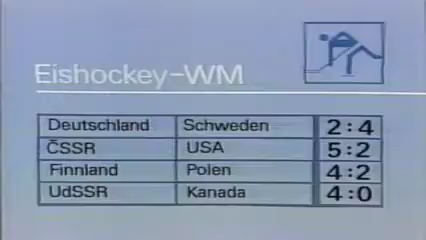 Eishockey-WM
Deutschland Schweden 2:4
ČSSR USA 5:2
Finnland Polen 4:2
UdSSR Kanada 4:0